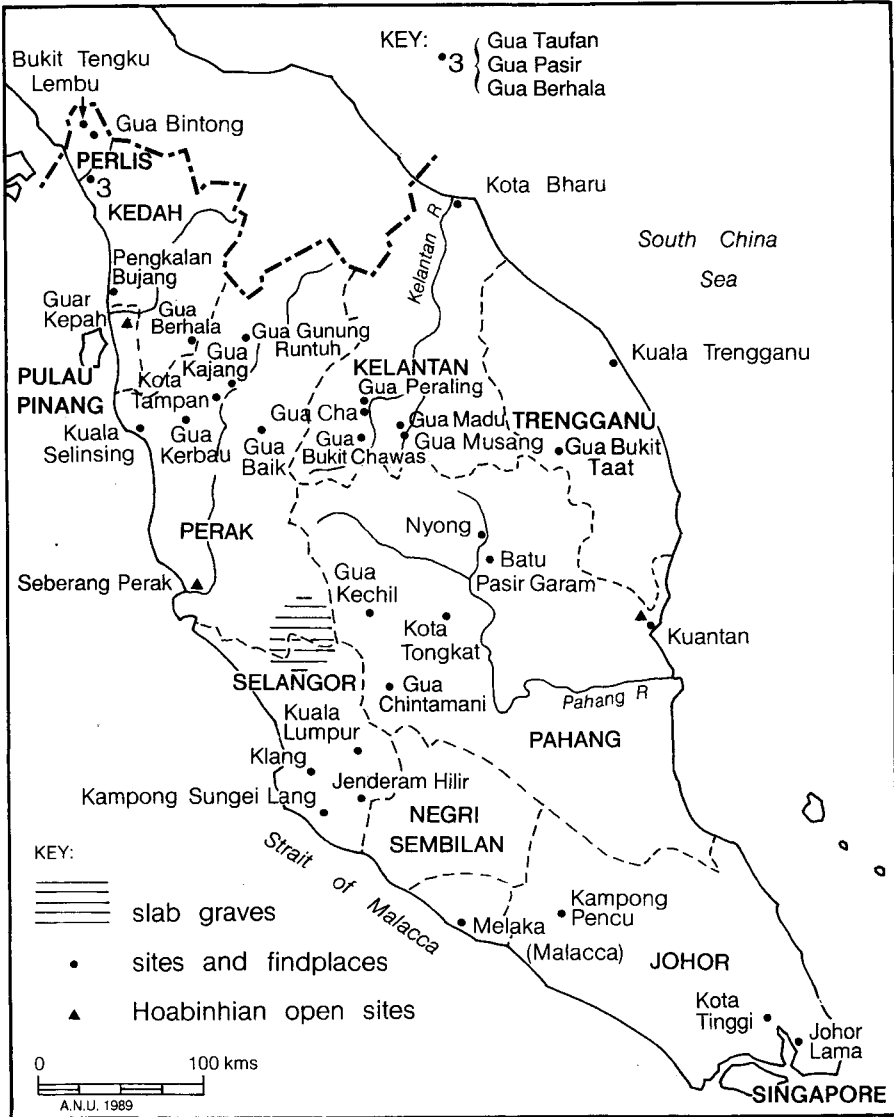 KEY:
3
Gua Taufan
Gua Pasir
Gua Berhala
Bukit Tengku
Lembu
Gua Bintong
PERLIS
3
KEDAH
Kota Bharu
Kelantan R
South China
Sea
Pengkalan
Bujang
Guar
Kepah
Gua
Berhala
Gua Gunung
Runtuh
Gua
Kajang
PULAU
PINANG
Kota
Tampan
KELANTAN
Gua Peraling
Kuala Trengganu
Gua Cha
Gua Madu
TRENGGANU
Kuala
Selinsing
Gua
Kerbau
Gua
Baik
Gua
Bukit Chawas
Gua Musang
Gua Bukit
Taat
PERAK
Nyong
Batu
Pasir Garam
Seberang Perak
Gua
Kechil
Kota
Tongkat
Kuantan
SELANGOR
Gua
Chintamani
Pahang R
Kuala
Lumpur
PAHANG
Klang
Jenderam Hilir
Kampong Sungei Lang
NEGRI
SEMBILAN
Strait of Malacca
KEY:
slab graves
sites and findplaces
Hoabinhian open sites
Melaka
(Malacca)
Kampong
Pencu
JOHOR
Kota
Tinggi
Johor
Lama
SINGAPORE
0 100 kms
A.N.U. 1989